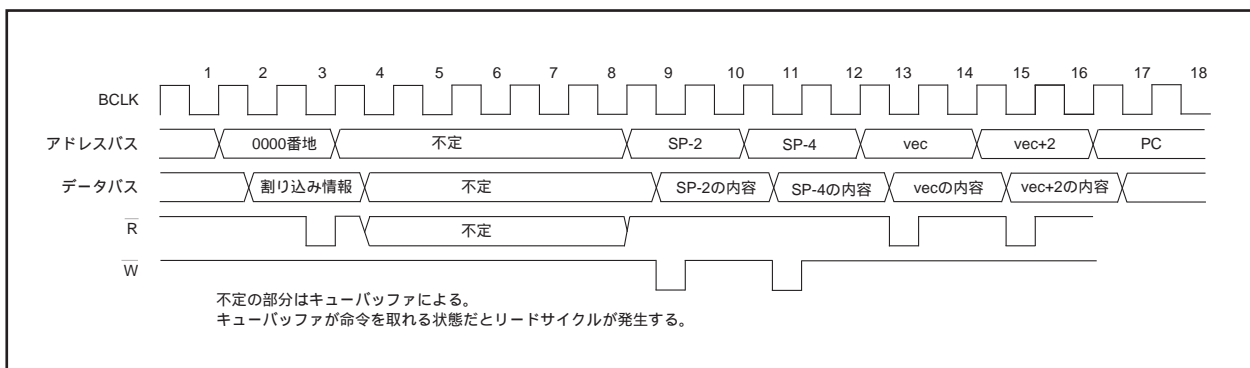 1 2 3 4 5 6 7 8 9 10 11 12 13 14 15 16 17 18
BCLK
アドレスバス 0000番地 不定 SP-2 SP-4 vec vec+2 PC
データバス 割り込み情報 不定 SP-2の内容 SP-4の内容 vecの内容 vec+2の内容
R 不定
W
不定の部分はキューバッファによる。
キューバッファが命令を取れる状態だとリードサイクルが発生する。